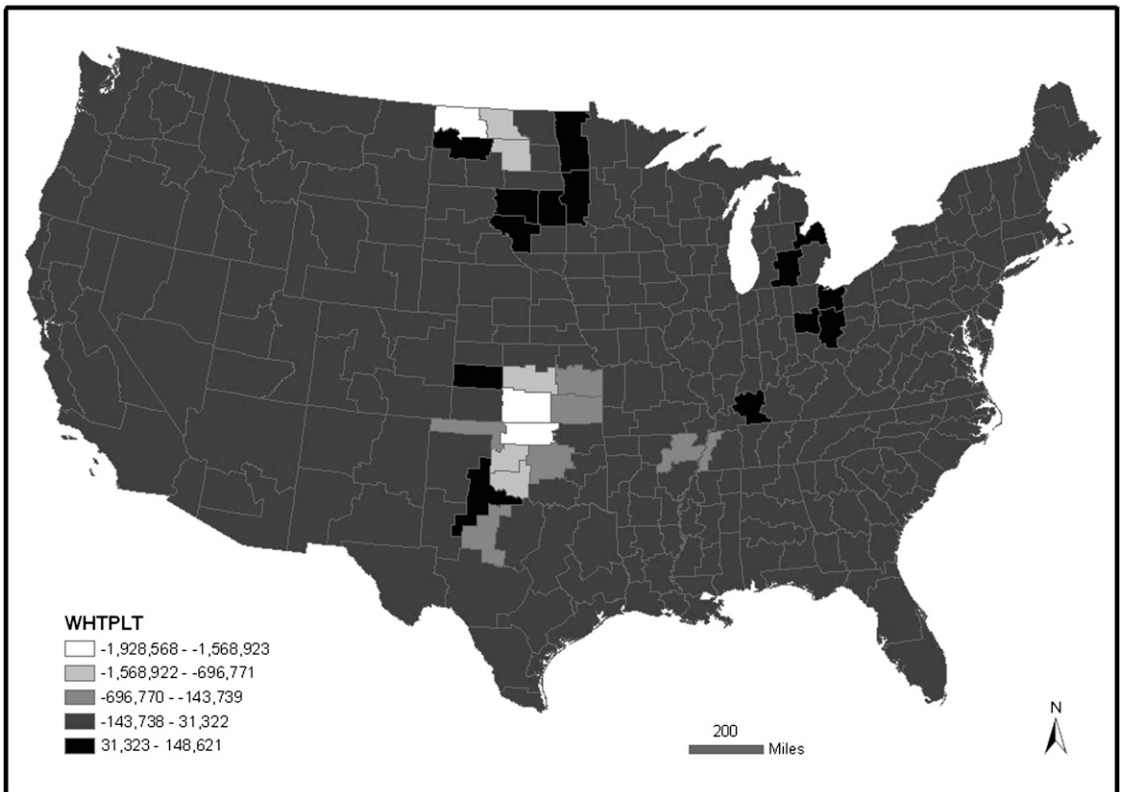 WHTPLT
-1,928,568 - -1,568,923
-1,568,922 - -696,771
-696,770 - -143,739
-143,738 - 31,322
31,323 - 148,621
200
Miles
N